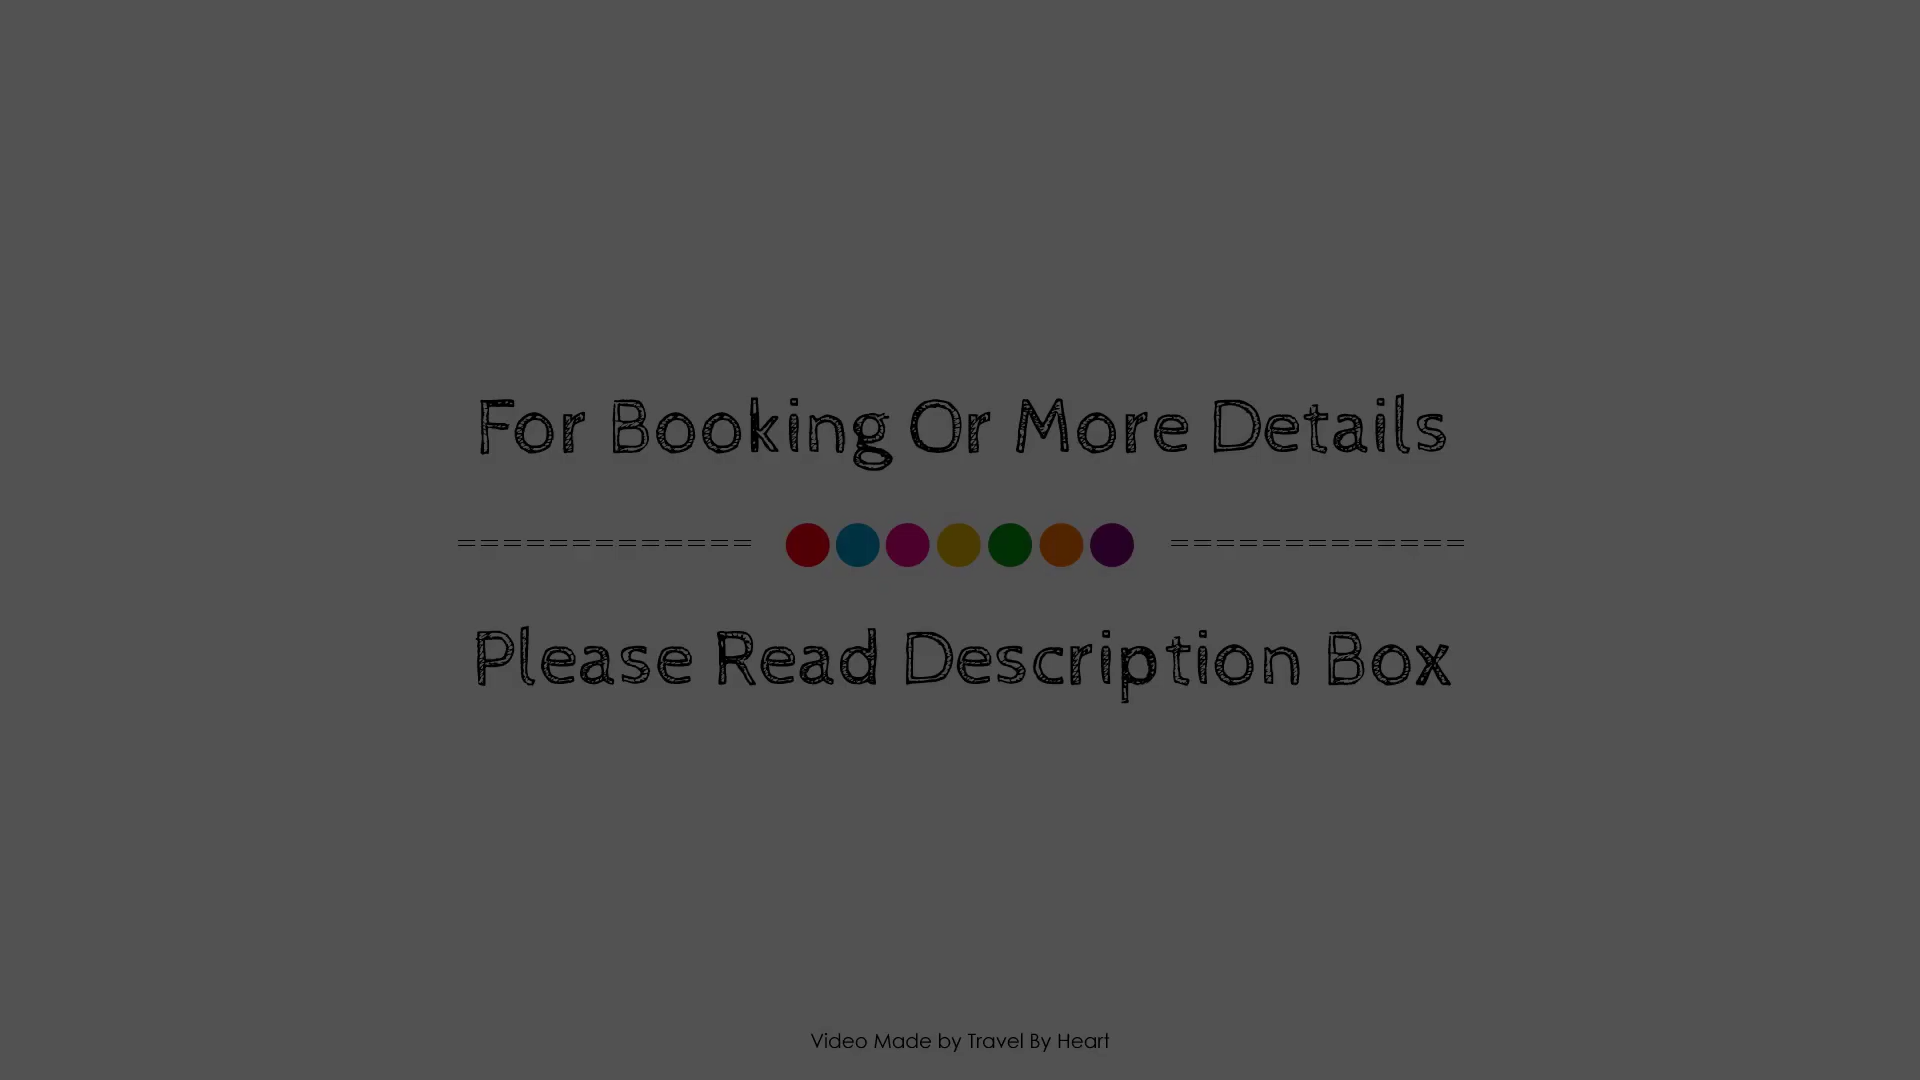 For Booking Or More Details
============= =============
Please Read Description Box
Video Made by Travel By Heart